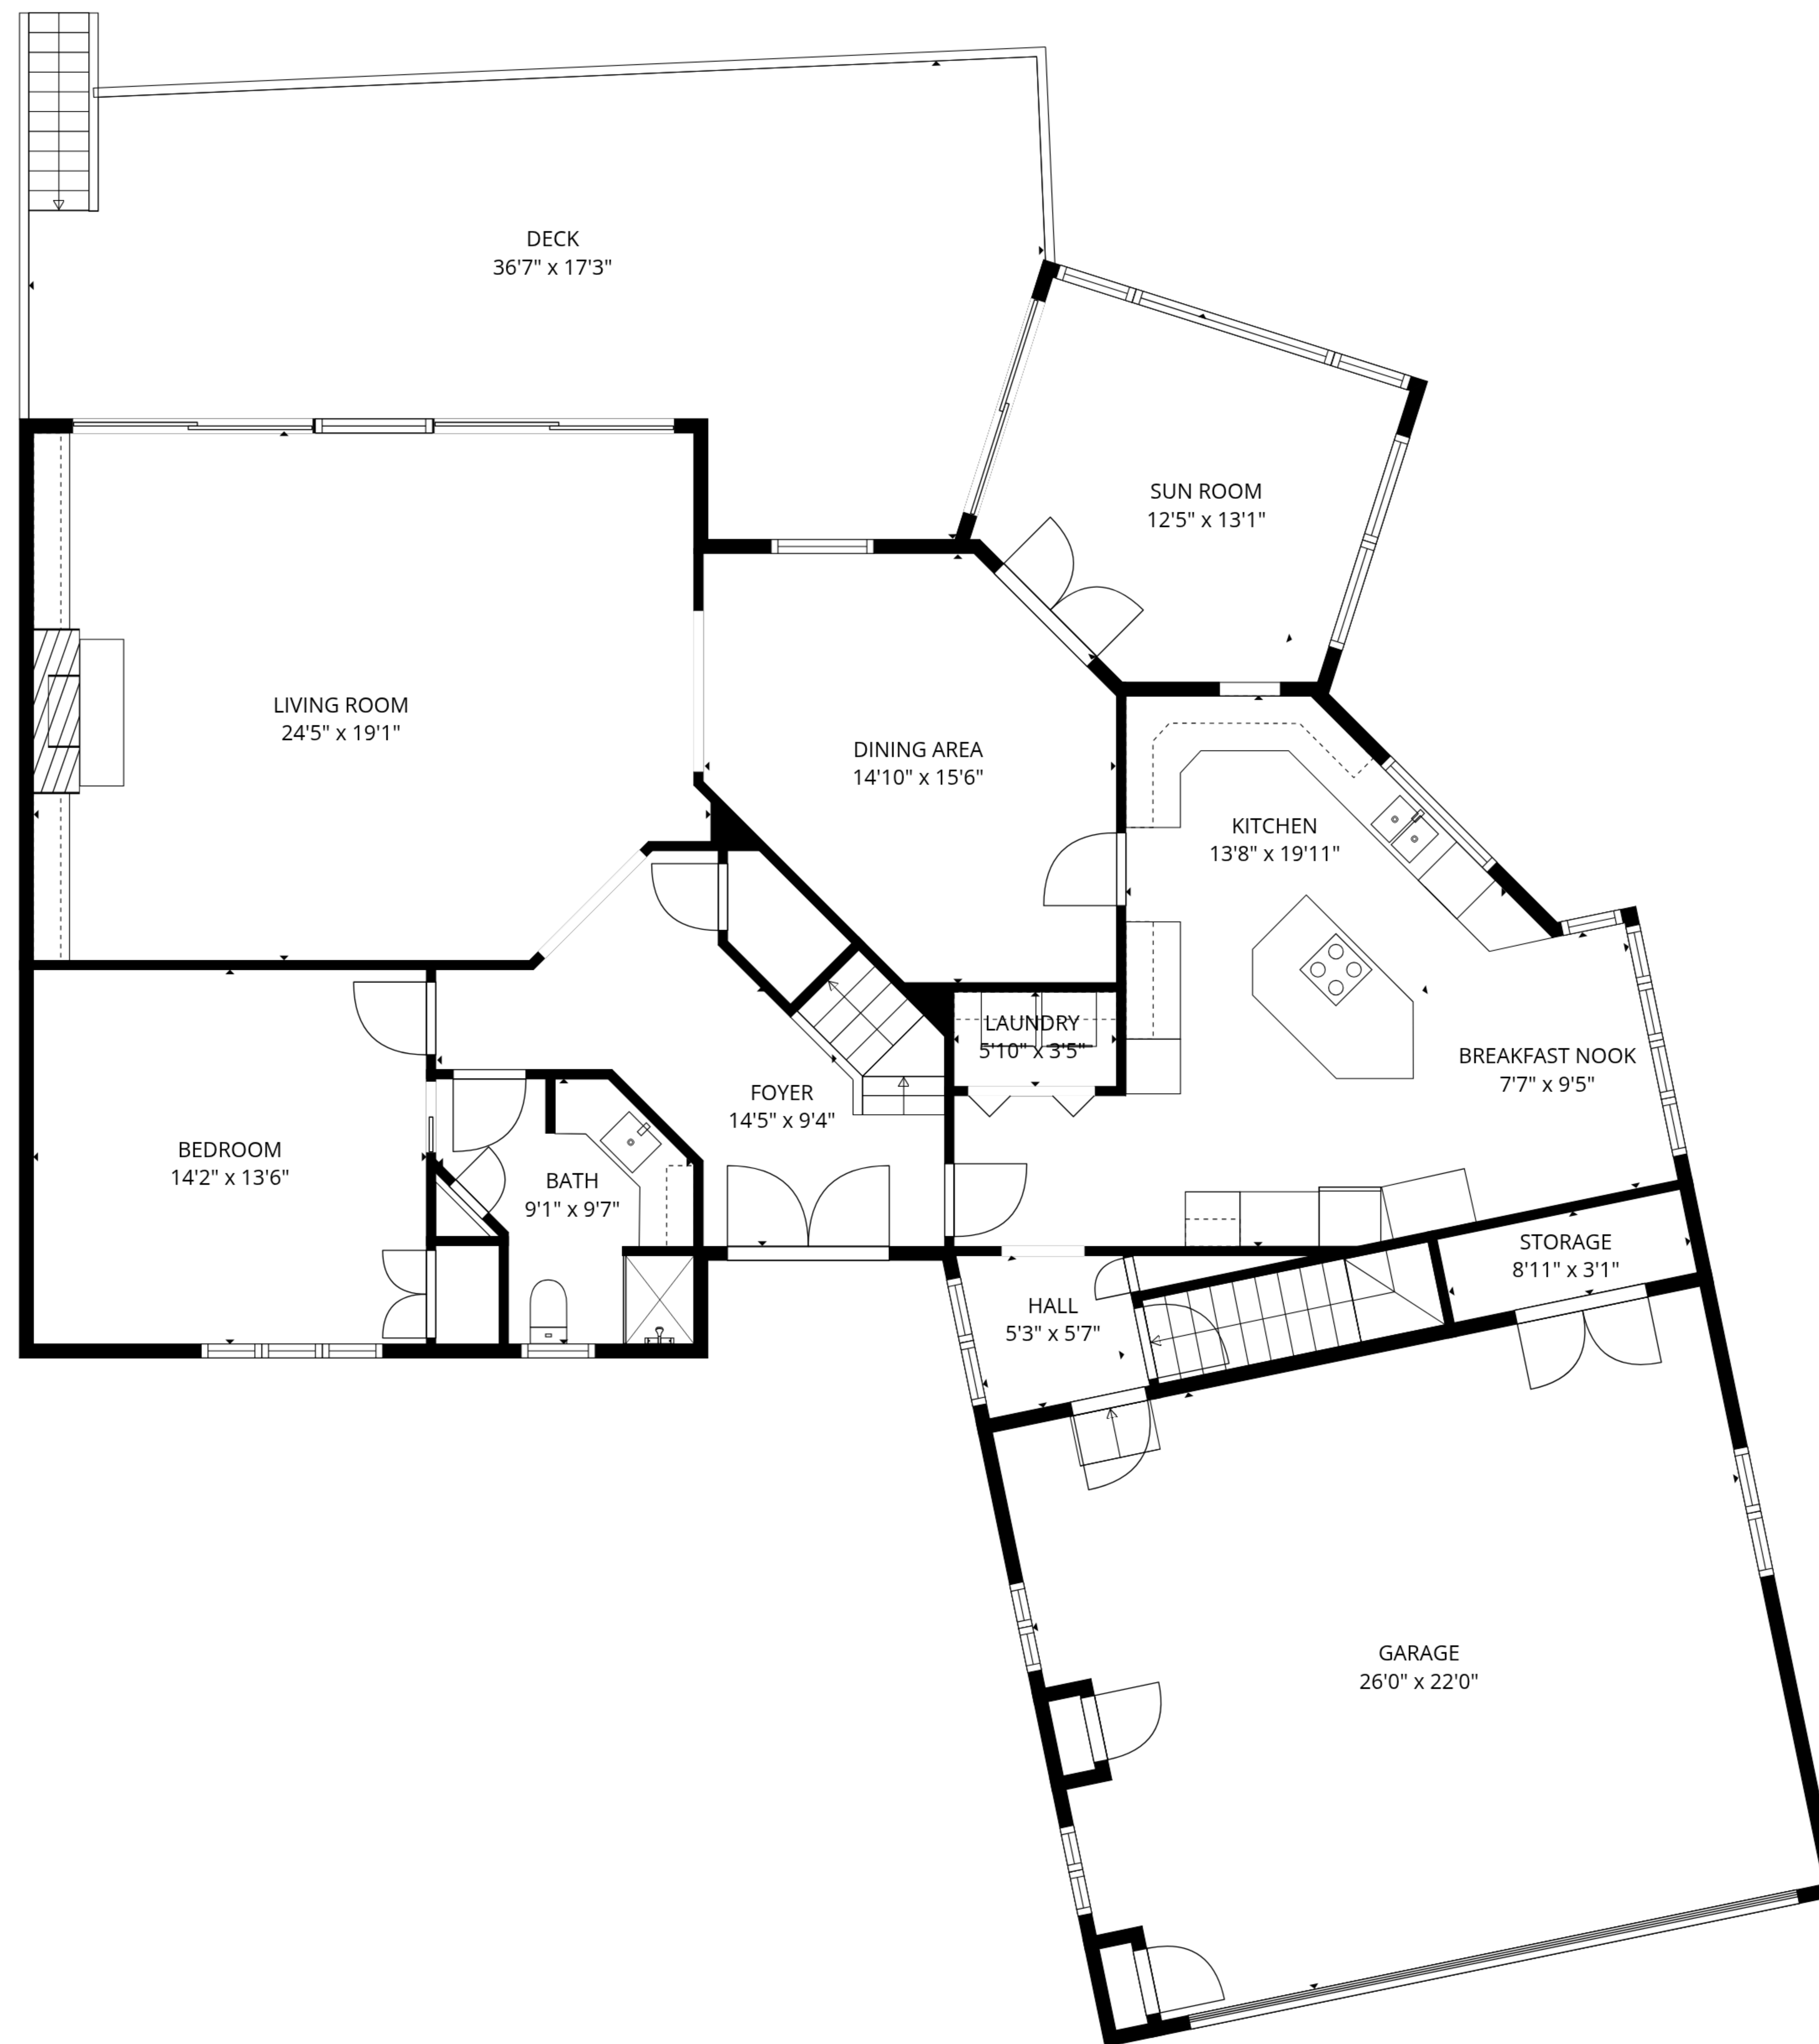 DECK
36'7" x 17'3"
SUN ROOM
12'5" x 13'1"
LIVING ROOM
24'5" x 19'1"
DINING AREA
14'10" x 15'6"
KITCHEN
13'8" x 19'11"
LAUNDRY
5'10" x 3'5"
BREAKFAST NOOK
7'7" x 9'5"
FOYER
14'5" x 9'4"
BEDROOM
14'2" x 13'6"
BATH
9'1" x 9'7"
STORAGE
8'11" x 3'1"
HALL
5'3" x 5'7"
GARAGE
26'0" x 22'0"